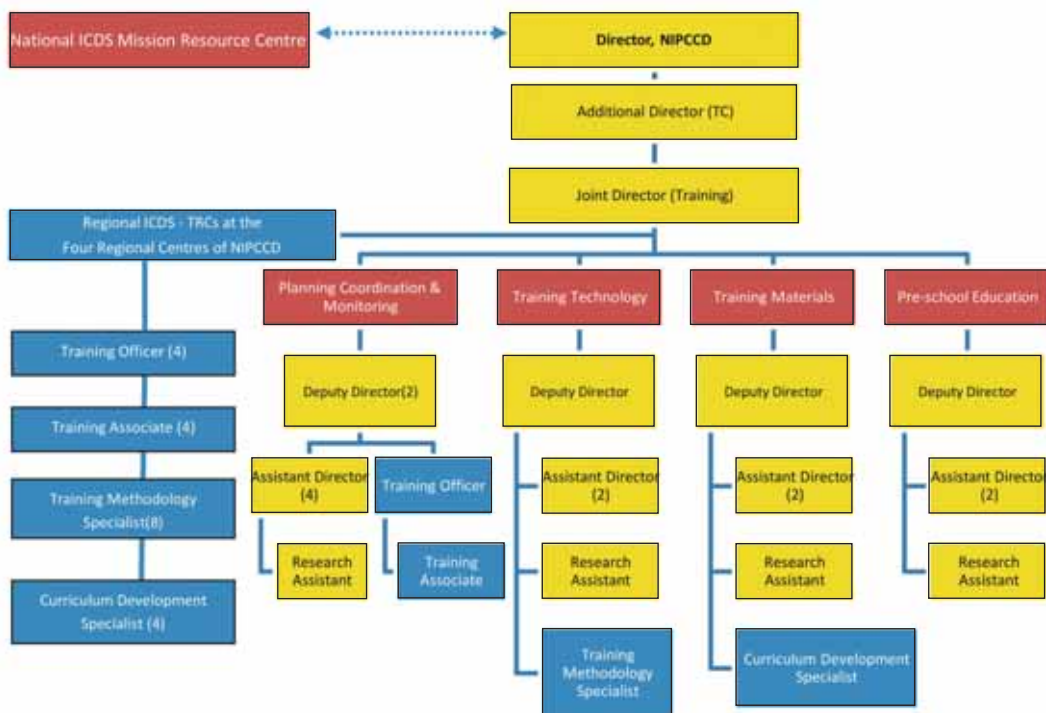 National ICDS Mission Resource Centre
Director, NIPCCD
Additional Director (TC)
Joint Director (Training)
Regional ICDS - TRCs at the
Four Regional Centres of NIPCCD
Planning Coordination &
Monitoring
Training Technology
Training Materials
Pre-school Education
Training Officer (4)
Deputy Director(2)
Deputy Director
Deputy Director
Deputy Director
Training Associate (4)
Assistant Director
(4)
Training Officer
Assistant Director
(2)
Assistant Director
(2)
Assistant Director
(2)
Training Methodology
Specialist(8)
Research
Assistant
Training
Associate
Research
Assistant
Research
Assistant
Research
Assistant
Curriculum Development
Specialist (4)
Training
Methodology
Specialist
Curriculum Development
Specialist